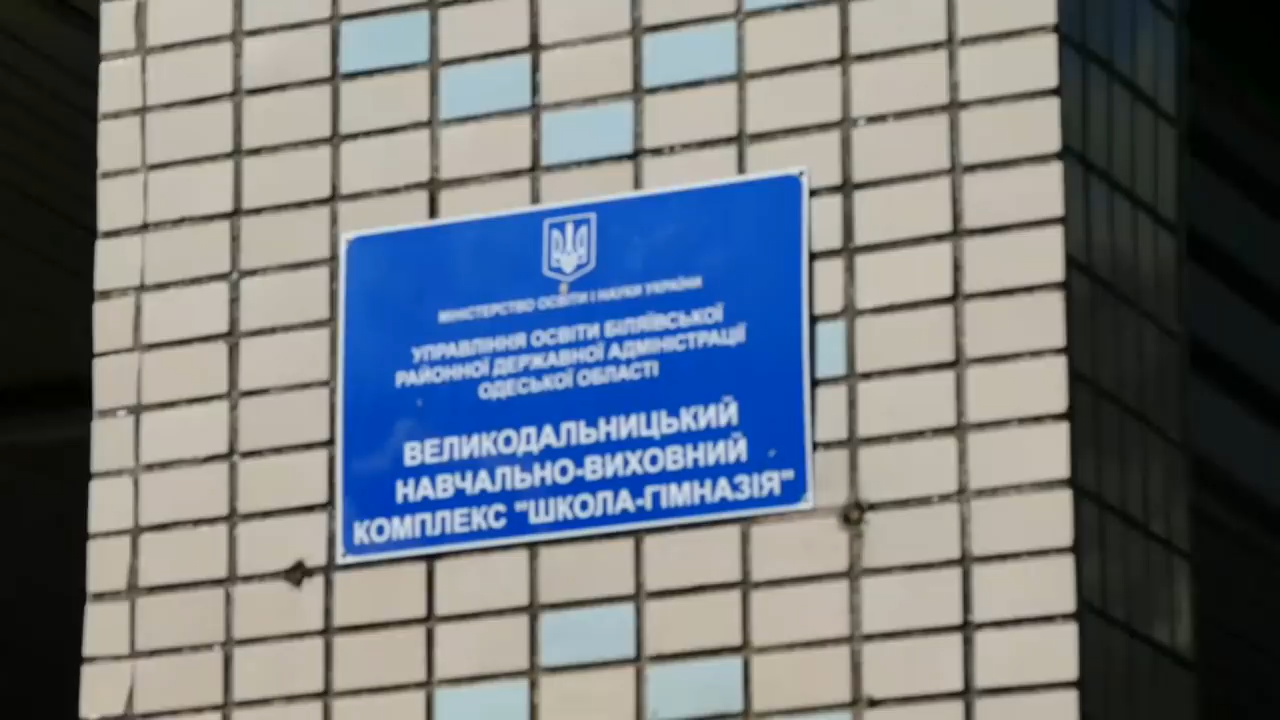 МІНІСТЕРСТВО ОСВІТИ І НАУКИ УКРАЇНИ
УПРАВЛІННЯ ОСВІТИ БІЛЯЇВСЬКОЇ
РАЙОННОЇ ДЕРЖАВНОЇ АДМІНІСТРАЦІЇ
ОДЕСЬКОЇ ОБЛАСТІ
ВЕЛИКОДАЛЬНИЦЬКИЙ
НАВЧАЛЬНО-ВИХОВНИЙ
КОМПЛЕКС "ШКОЛА-ГІМНАЗІЯ"